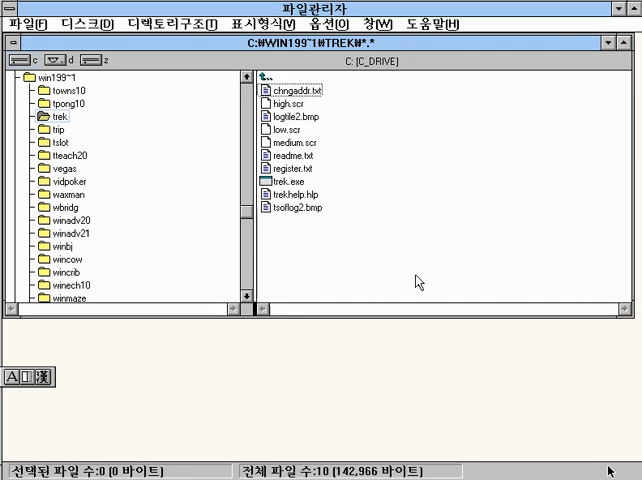 파일관리자
파일(F) 디스크(D) 디렉토리구조(T) 표시형식(V) 옵션(O) 창(W) 도움말(H)
C:₩WIN199~1₩TREK₩*.*
c d z C: [C_DRIVE]
win199~1
towns10
tpong10
trek
trip
tslot
tteach20
vegas
vidpoker
waxman
wbridg
winadv20
winadv21
winbj
wincow
wincrib
winech10
winmaze
..
chngaddr.txt
high.scr
logtile2.bmp
low.scr
medium.scr
readme.txt
register.txt
trek.exe
trekhelp.hlp
tsoflog2.bmp
A 漢
선택된 파일 수:0 (0 바이트) 전체 파일 수:10 (142,966 바이트)